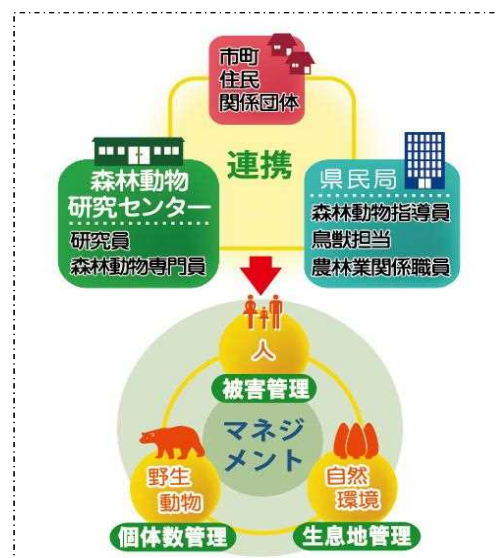 市町
住民
関係団体
連携
森林動物
研究センター
研究員
森林動物専門員
県民局
森林動物指導員
鳥獣担当
農林業関係職員
人
被害管理
マネジ
メント
野生
動物
個体数管理
自然
環境
生息地管理